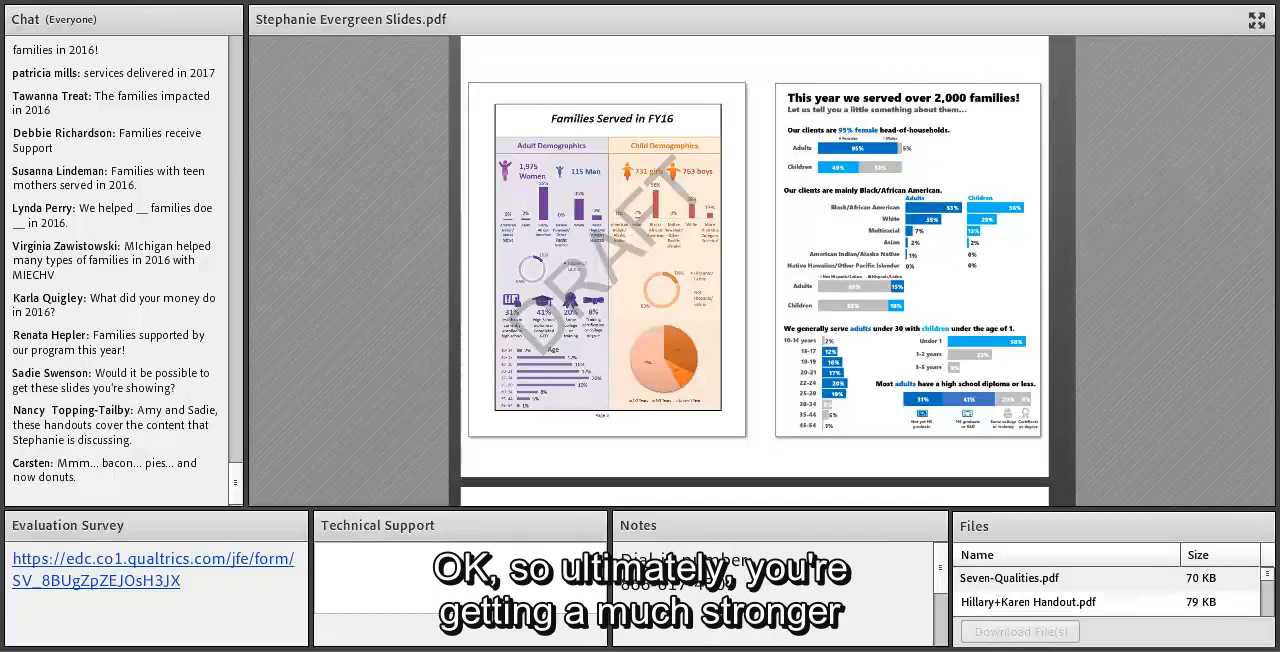 Chat (Everyone)
families in 2016!
patricia mills: services delivered in 2017
Tawanna Treat: The families impacted
in 2016
Debbie Richardson: Families receive
Support
Susanna Lindeman: Families with teen
mothers served in 2016.
Lynda Perry: We helped __ families doe
__ in 2016.
Virginia Zawistowski: MIchigan helped
many types of families in 2016 with
MIECHV
Karla Quigley: What did your money do
in 2016?
Renata Hepler: Families supported by
our program this year!
Sadie Swenson: Would it be possible to
get these slides you're showing?
Nancy Topping-Tailby: Amy and Sadie,
these handouts cover the content that
Stephanie is discussing.
Carsten: Mmm... bacon... pies... and
now donuts.
Stephanie Evergreen Slides.pdf
Families Served in FY16
Adult Demographics
Child Demographics
1,975
Women
115 Men
731 girls
763 boys
DRAFT
31%
41%
20%
8%
Age
Page 3
This year we served over 2,000 families!
Let us tell you a little something about them...
Our clients are 95% female head-of-households.
Adults 95% 5%
Children 49%
Our clients are mainly Black/African American.
Adults Children
Black/African American 55% 56%
White 35% 29%
Multiracial 7% 13%
Asian 2% 2%
American Indian/Alaska Native 1% 0%
Native Hawaiian/Other Pacific Islander 0% 0%
Adults 15%
Children
We generally serve adults under 30 with children under the age of 1.
10-14 years 2%
15-17 12%
18-19 16%
20-21 17%
22-24 20%
25-29 19%
30-34
35-44 5%
45-54 1%
Under 1 58%
1-2 years
3-5 years
Most adults have a high school diploma or less.
31% 41% 20%
Evaluation Survey
https://edc.co1.qualtrics.com/jfe/form/
SV_8BUgZpZEJOsH3JX
Technical Support
Notes
Dial-in number
OK, so ultimately, you're
getting a much stronger
Files
Name Size
Seven-Qualities.pdf 70 KB
Hillary+Karen Handout.pdf 79 KB
Download File(s)